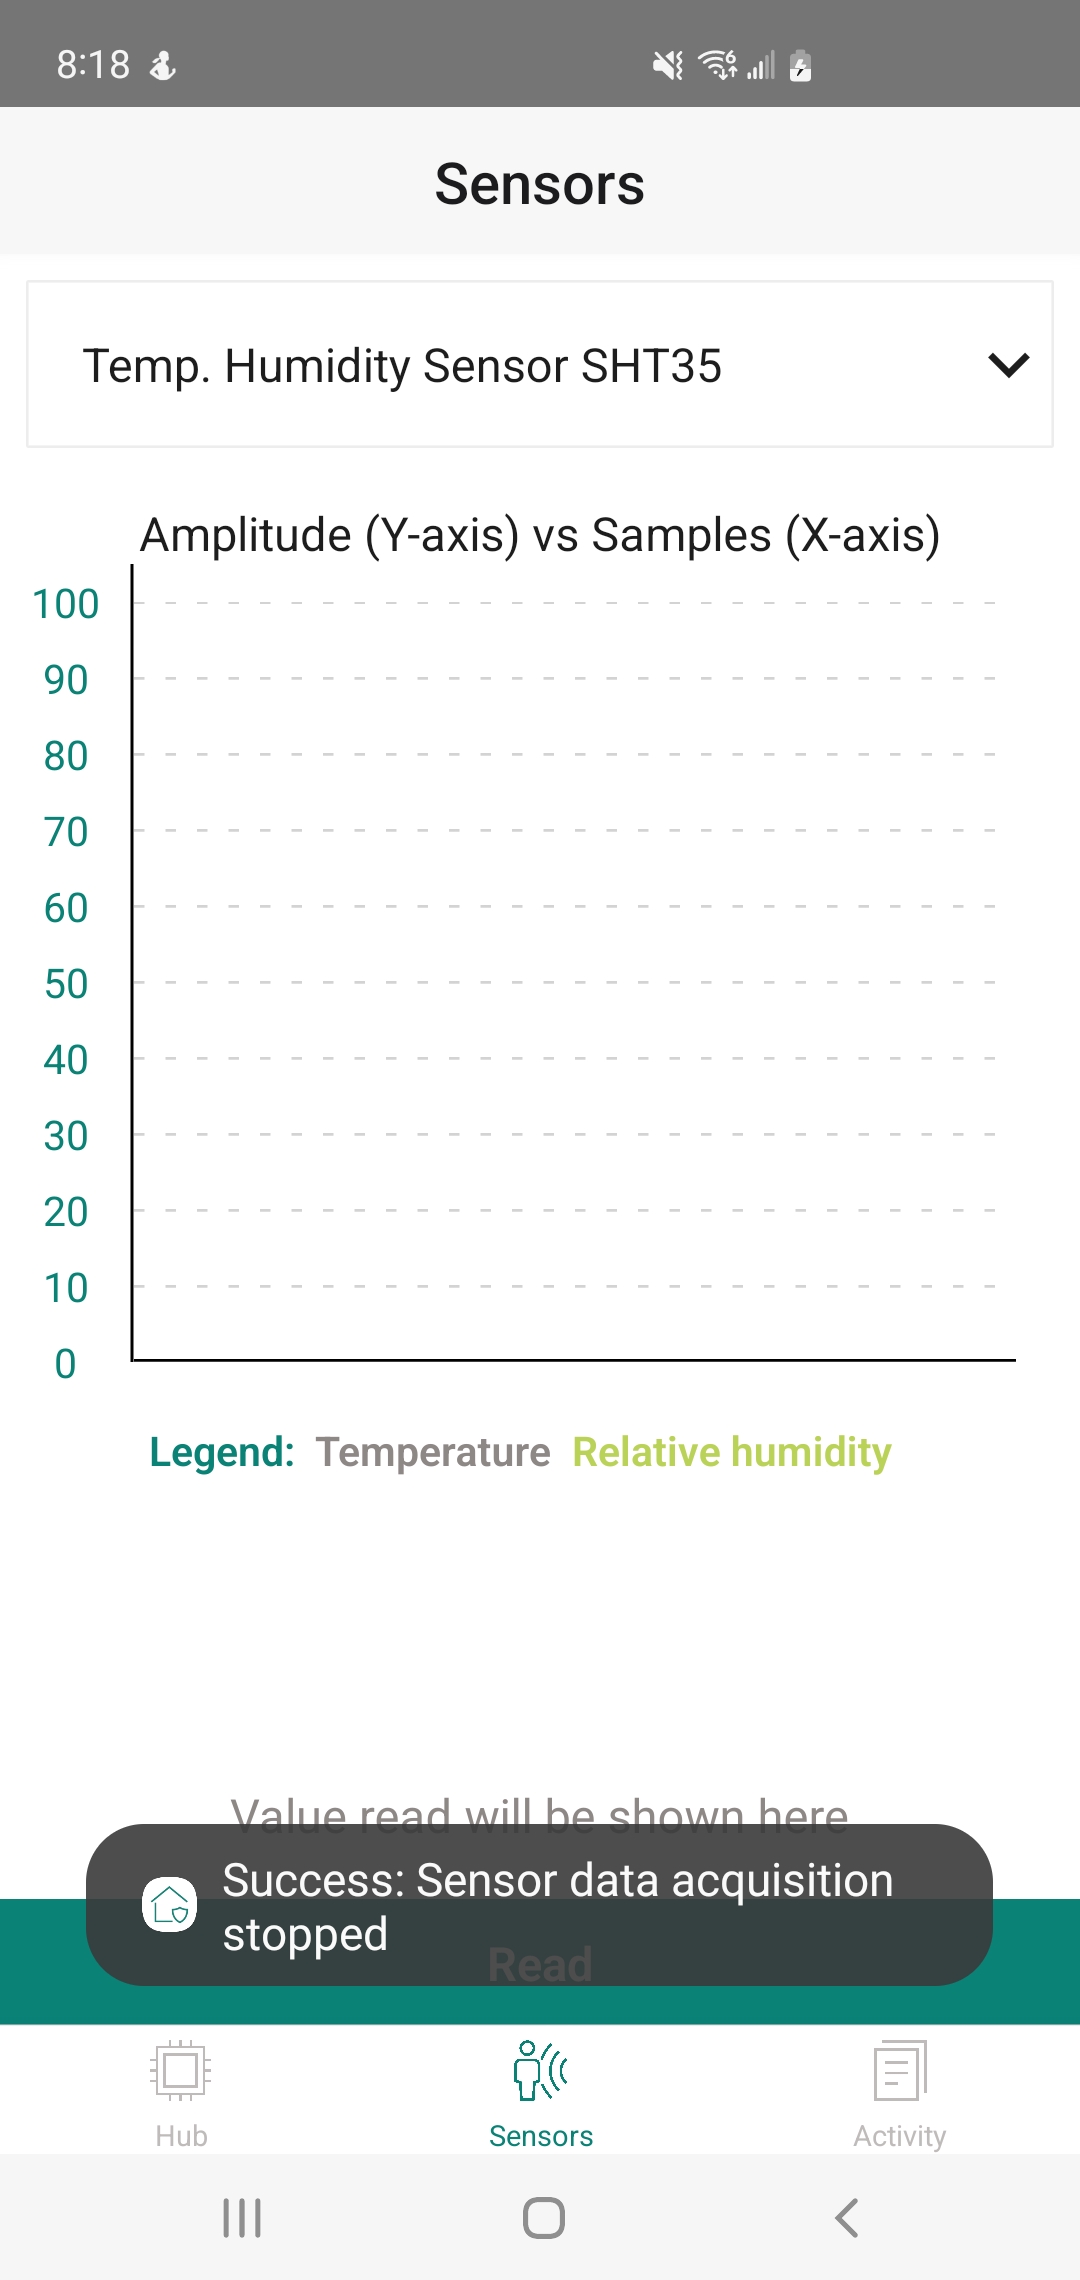 8:18
Sensors
Temp. Humidity Sensor SHT35
Amplitude (Y-axis) vs Samples (X-axis)
100
90
80
70
60
50
40
30
20
10
0
Legend: Temperature Relative humidity
Value read will be shown here
Success: Sensor data acquisition
stopped
Read
Hub Sensors Activity